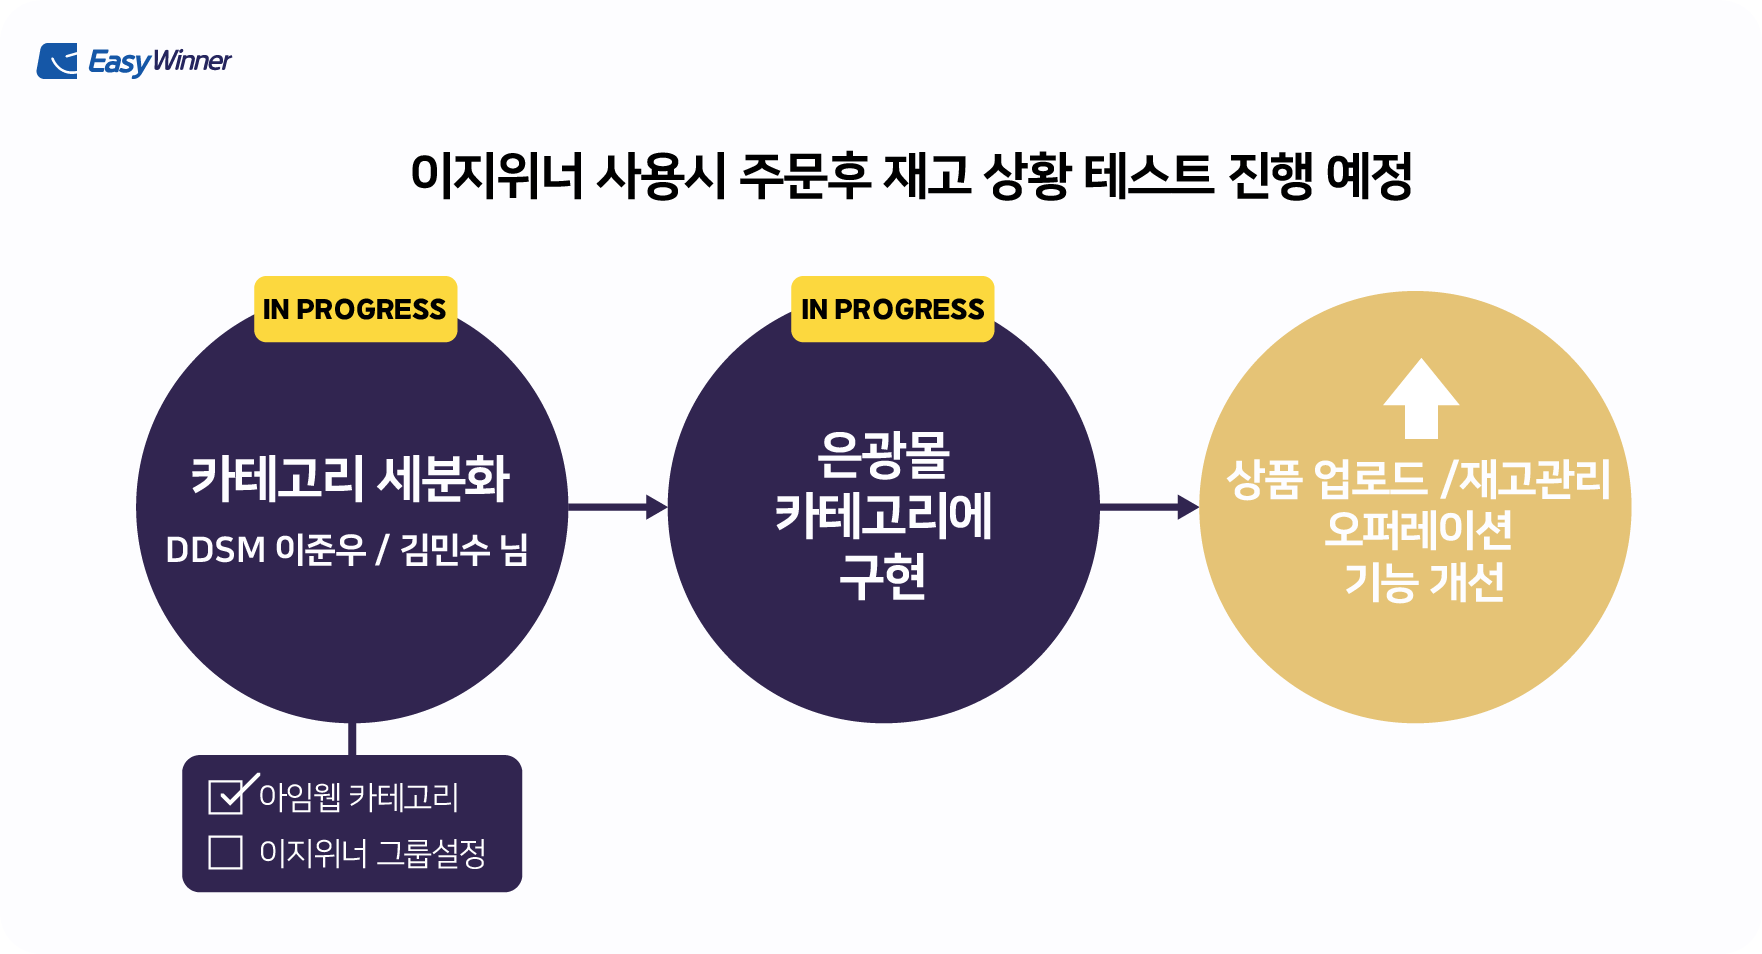 EasyWinner
이지위너 사용시 주문후 재고 상황 테스트 진행 예정
IN PROGRESS
카테고리 세분화
DDSM 이준우 / 김민수 님
아임웹 카테고리
이지위너 그룹설정
IN PROGRESS
은광몰
카테고리에
구현
상품 업로드 /재고관리
오퍼레이션
기능 개선